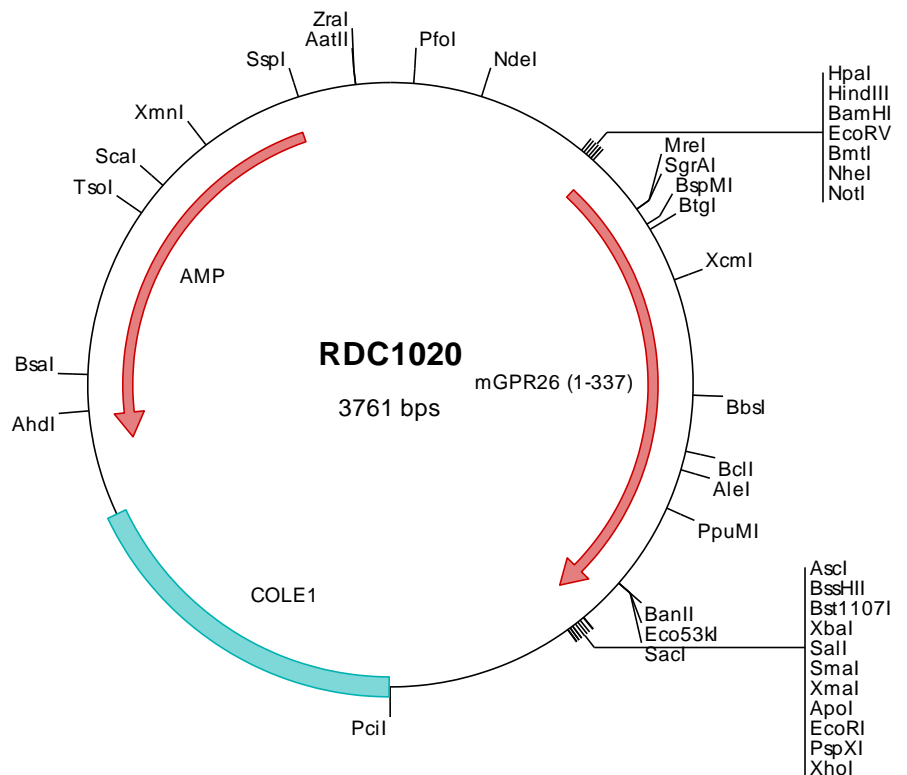 ZraI
AatII
PfoI
SspI
NdeI
XmnI
ScaI
TsoI
HpaI
HindIII
BamHI
EcoRV
BmtI
NheI
NotI
MreI
SgrAI
BspMI
BtgI
XcmI
AMP
RDC1020
3761 bps
mGPR26 (1-337)
BsaI
AhdI
BbsI
BclI
AleI
PpuMI
COLE1
BanII
Eco53kI
SacI
AscI
BssHII
Bst1107I
XbaI
SalI
SmaI
XmaI
ApoI
EcoRI
PspXI
XhoI
PciI